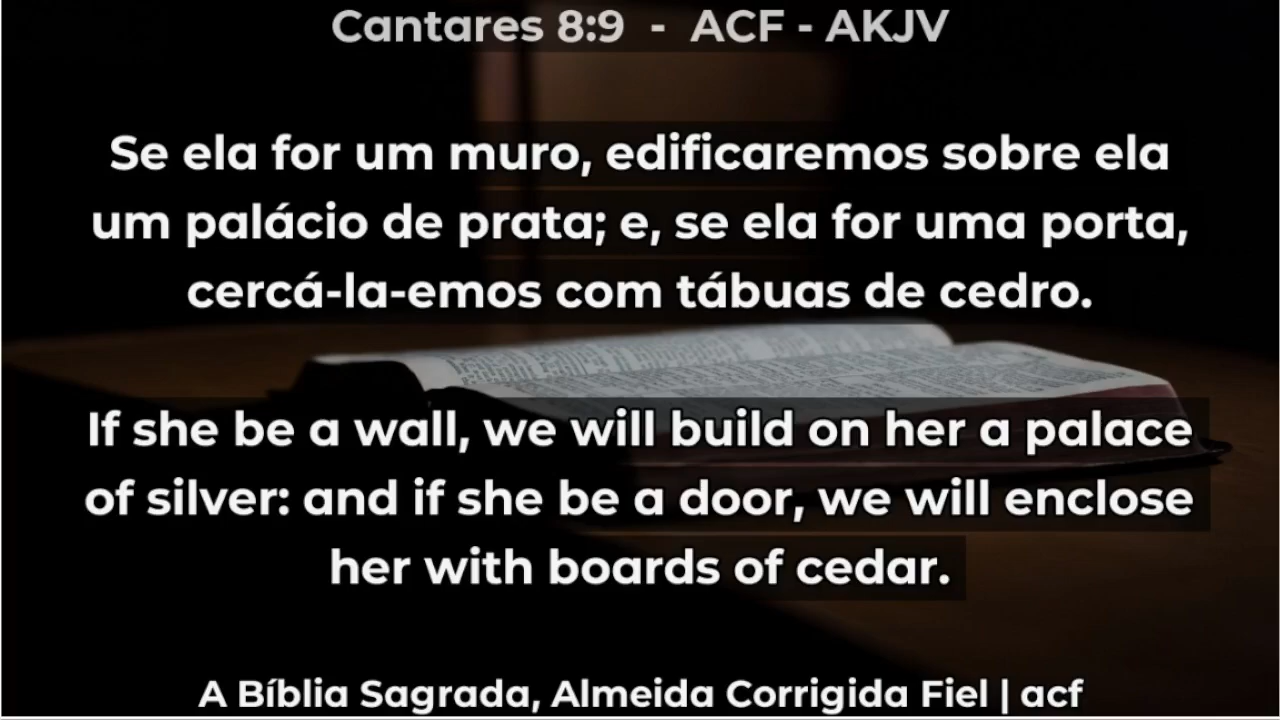 Cantares 8:9 - ACF - AKJV
Se ela for um muro, edificaremos sobre ela
um palácio de prata; e, se ela for uma porta,
cercá-la-emos com tábuas de cedro.
If she be a wall, we will build on her a palace
of silver: and if she be a door, we will enclose
her with boards of cedar.
A Bíblia Sagrada, Almeida Corrigida Fiel | acf